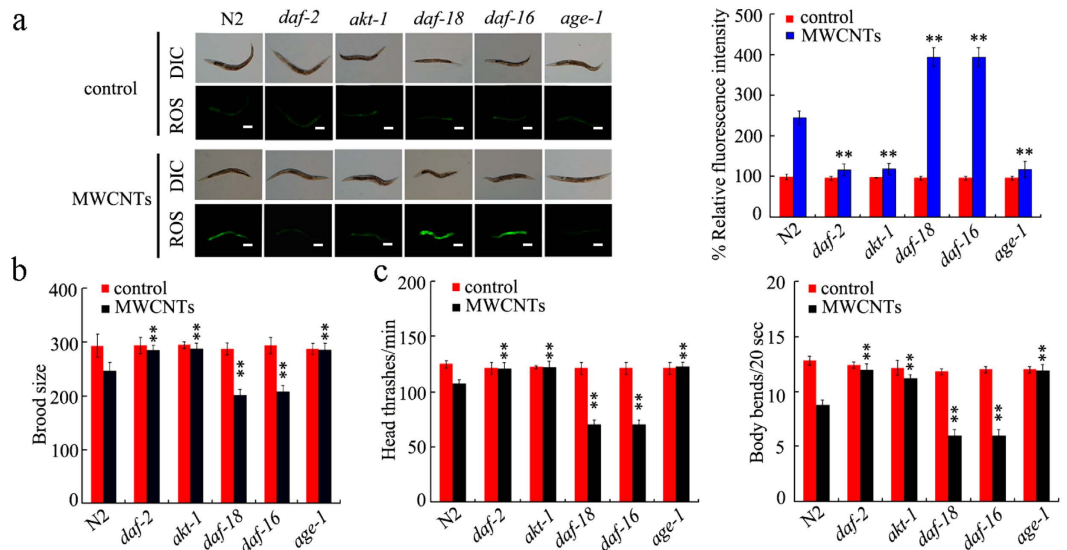 a
N2 daf-2 akt-1 daf-18 daf-16 age-1
control
DIC
ROS
MWCNTs
DIC
ROS
% Relative fluorescence intensity
500
400
300
200
100
0
control
MWCNTs
** ** ** ** **
N2 daf-2 akt-1 daf-18 daf-16 age-1
b
Brood size
300
300
200
100
0
control
MWCNTs
** ** ** ** **
N2 daf-2 akt-1 daf-18 daf-16 age-1
c
Head thrashes/min
200
150
100
50
0
control
MWCNTs
** ** ** ** **
N2 daf-2 akt-1 daf-18 daf-16 age-1
Body bends/20 sec
20
15
10
5
0
control
MWCNTs
** ** ** ** **
N2 daf-2 akt-1 daf-18 daf-16 age-1